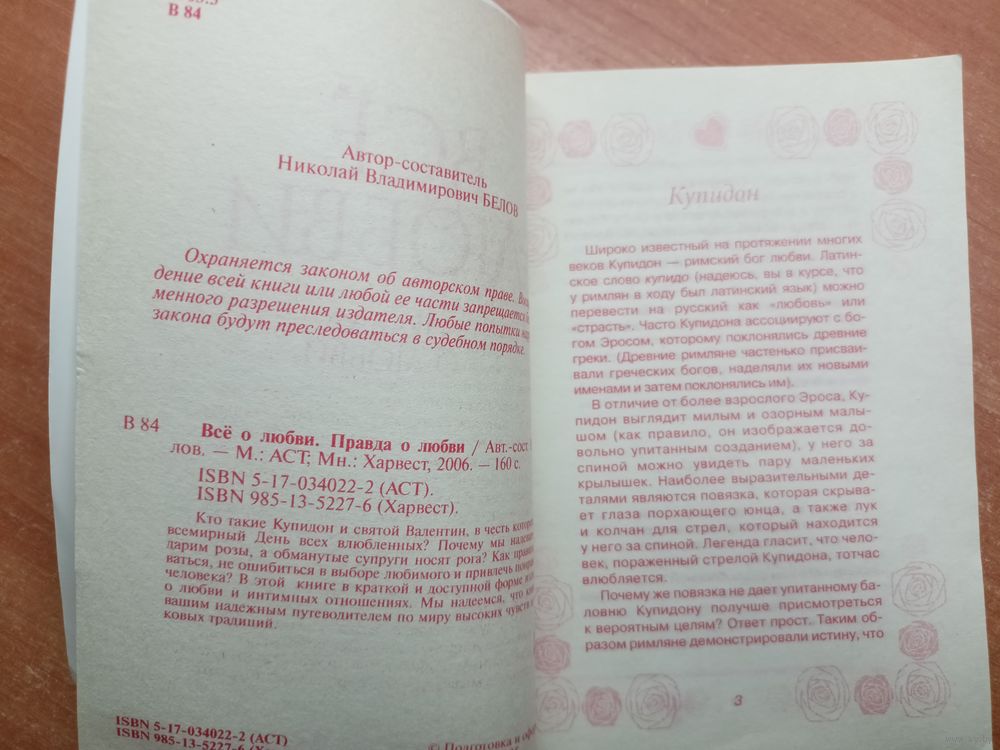 В 84
Автор-составитель
Николай Владимирович БЕЛОВ
Охраняется законом об авторском праве.
дение всей книги или любой ее части запрещается
менного разрешения издателя. Любые попытки
закона будут преследоваться в судебном порядке.
В 84 Всё о любви. Правда о любви / Авт.-сост.
лов. — М.: АСТ, Мн.: Харвест, 2006. — 160 с.
ISBN 5-17-034022-2 (АСТ).
ISBN 985-13-5227-6 (Харвест).
Кто такие Купидон и святой Валентин, в честь
всемирный День всех влюбленных? Почему мы
дарим розы, а обманутые супруги носят рога? Как
ваться, не ошибиться в выборе любимого и привлечь
человека? В этой книге в краткой и доступной форме
о любви и интимных отношениях. Мы надеемся, что
вашим надежным путеводителем по миру высоких чувств
ковых традиций.
ISBN 5-17-034022-2 (АСТ)
ISBN 985-13-5227-6
© Подготовка и
Купидон
Широко известный на протяжении многих
веков Купидон — римский бог любви. Латин-
ское слово купидо (надеюсь, вы в курсе, что
у римлян в ходу был латинский язык) можно
перевести на русский как «любовь» или
«страсть». Часто Купидона ассоциируют с бо-
гом Эросом, которому поклонялись древние
греки. (Древние римляне частенько присваи-
вали греческих богов, наделяли их новыми
именами и затем поклонялись им).
В отличие от более взрослого Эроса, Ку-
пидон выглядит милым и озорным малы-
шом (как правило, он изображается до-
вольно упитанным созданием), у него за
спиной можно увидеть пару маленьких
крылышек. Наиболее выразительными де-
талями являются повязка, которая скрыва-
ет глаза порхающего юнца, а также лук
и колчан для стрел, который находится
у него за спиной. Легенда гласит, что чело-
век, пораженный стрелой Купидона, тотчас
влюбляется.
Почему же повязка не дает упитанному ба-
ловню Купидону получше присмотреться
к вероятным целям? Ответ прост. Таким об-
разом римляне демонстрировали истину, что
3